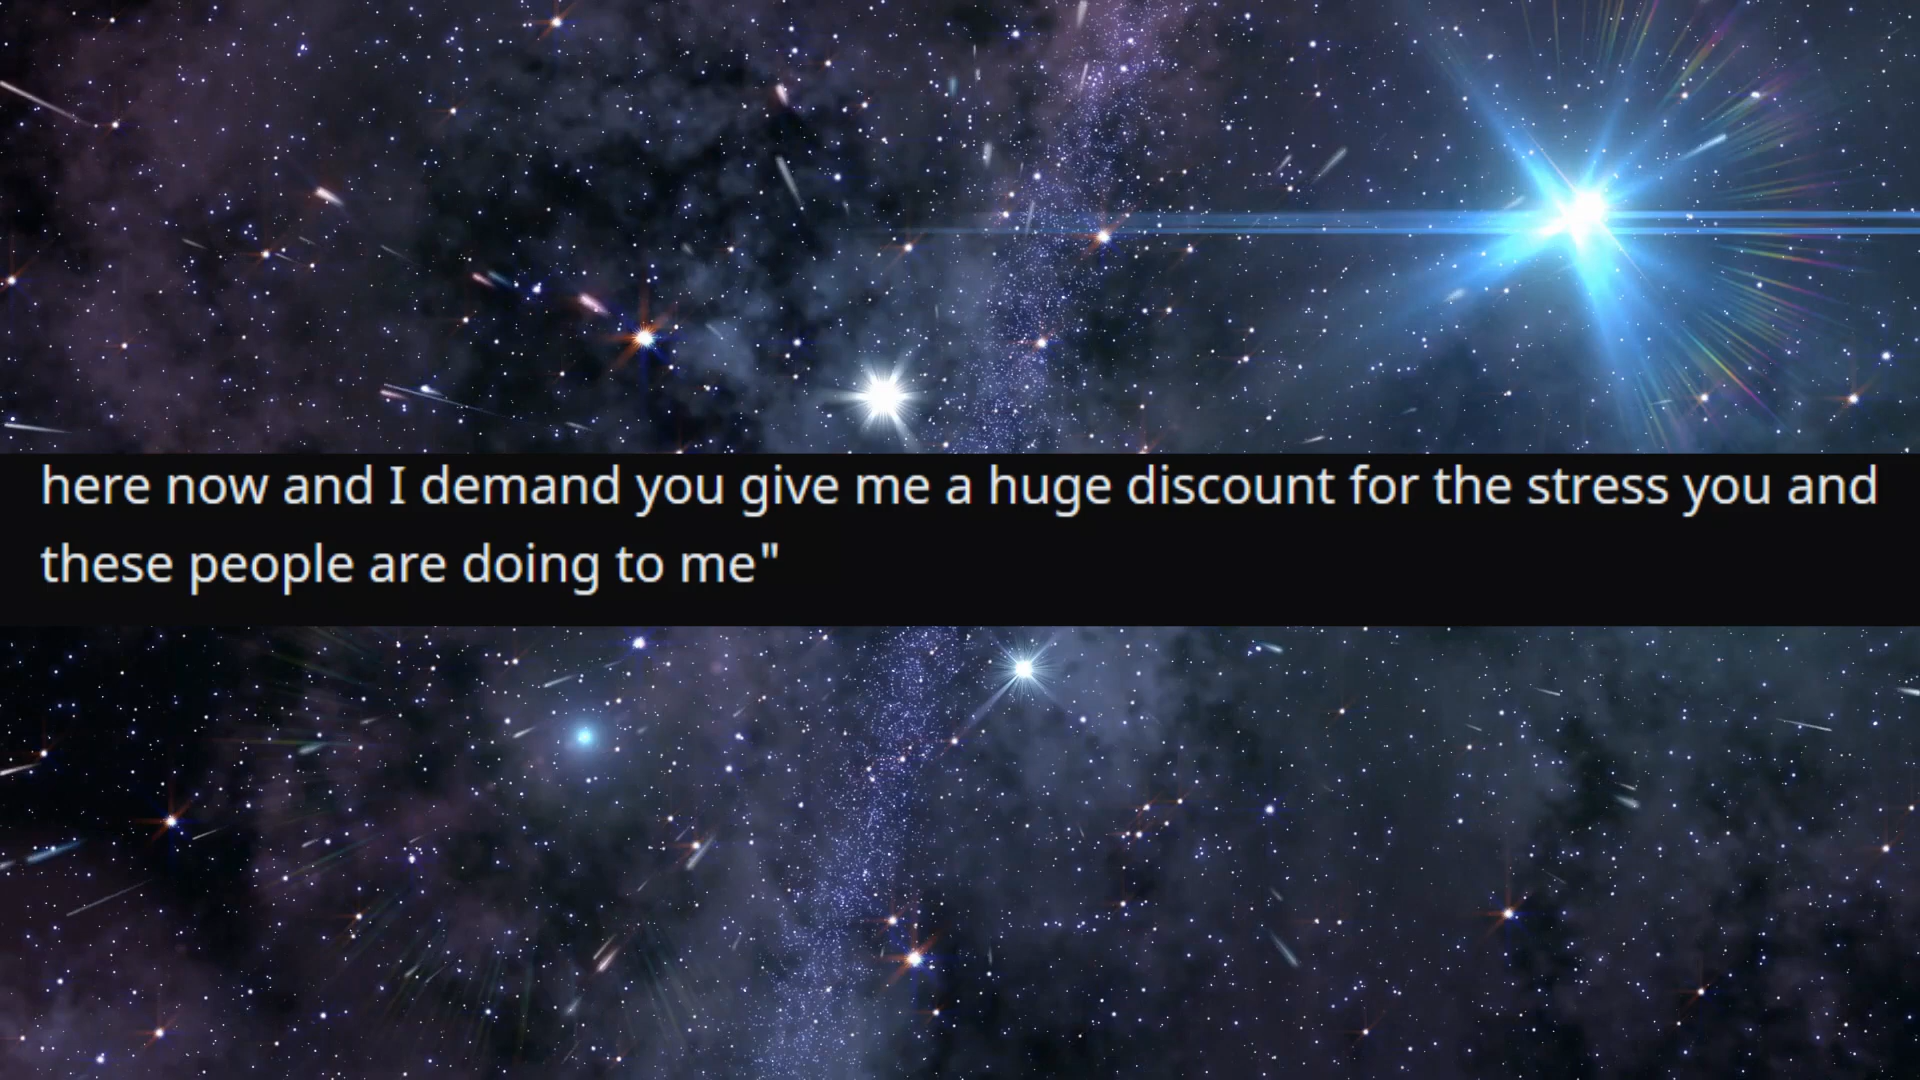 here now and I demand you give me a huge discount for the stress you and
these people are doing to me"